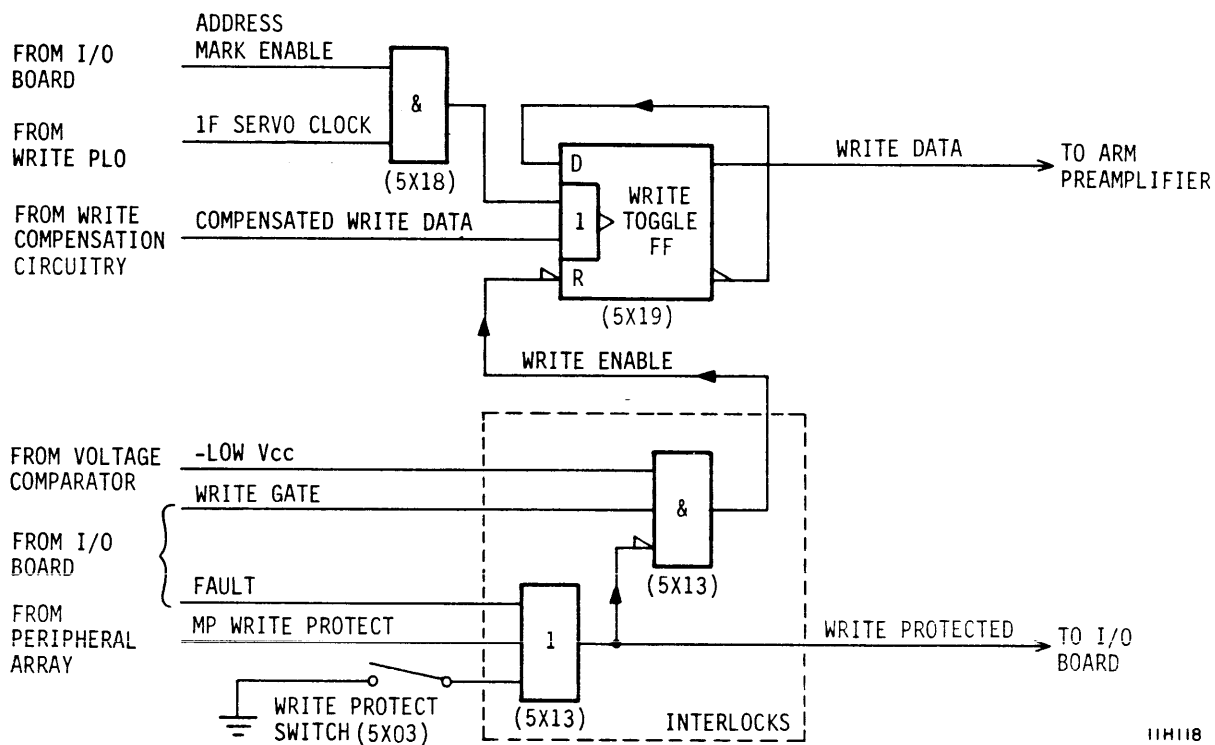 ADDRESS
MARK ENABLE
FROM I/O
BOARD
&
1F SERVO CLOCK
FROM
WRITE PLO
(5X18)
D
WRITE DATA
TO ARM
PREAMPLIFIER
WRITE
TOGGLE
FF
1
FROM WRITE
COMPENSATION
CIRCUITRY
COMPENSATED WRITE DATA
R
(5X19)
WRITE ENABLE
FROM VOLTAGE
COMPARATOR
-LOW Vcc
WRITE GATE
&
FROM I/O
BOARD
(5X13)
FAULT
FROM
PERIPHERAL
ARRAY
MP WRITE PROTECT
1
WRITE PROTECTED
TO I/O
BOARD
WRITE PROTECT
SWITCH (5X03)
(5X13)
INTERLOCKS
11H118